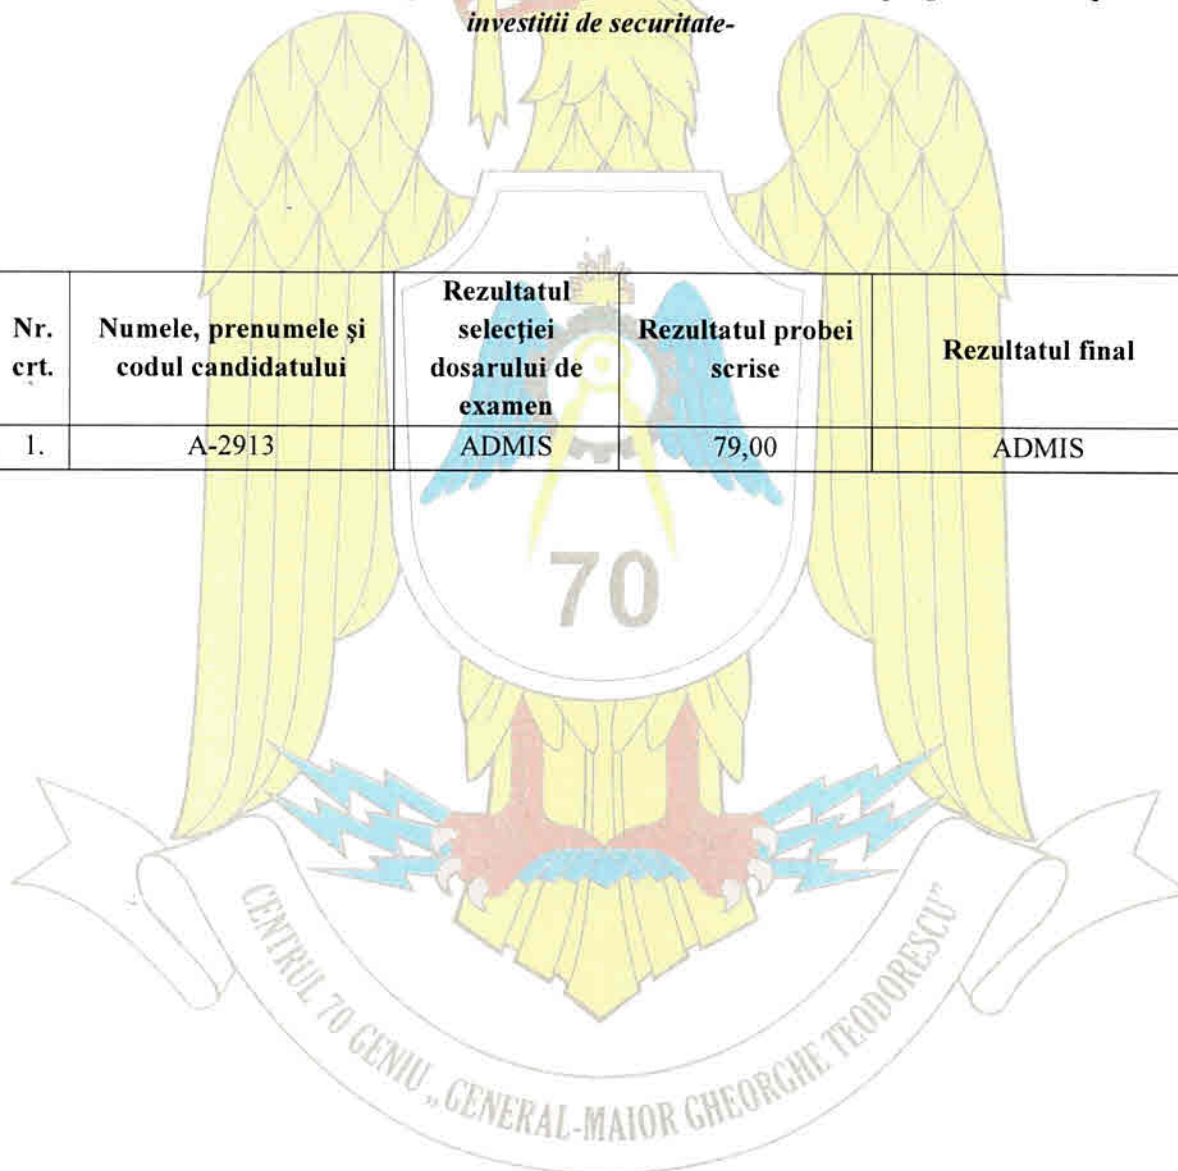 investitii de securitate-
Nr. crt.
Numele, prenumele și codul candidatului
Rezultatul selecţiei dosarului de examen
Rezultatul probei scrise
Rezultatul final
1.
A-2913
ADMIS
79,00
ADMIS
70
CENTRUL 70 GENIU „GENERAL-MAIOR GHEORGHE TEODORESCU”